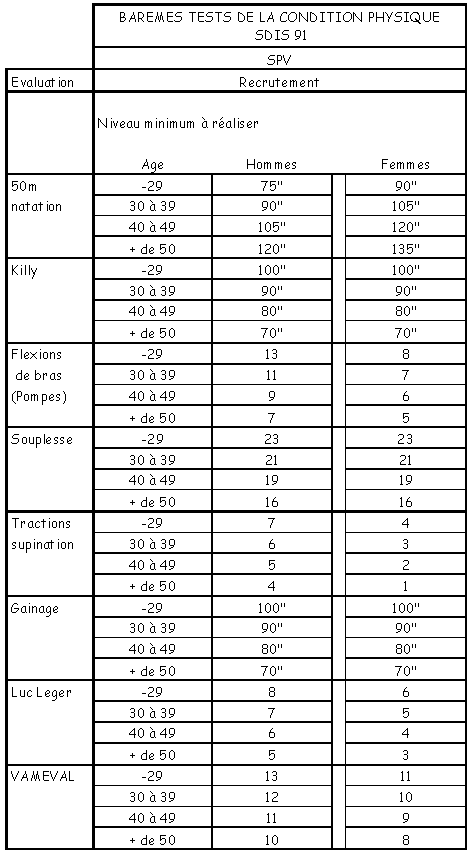 BAREMES TESTS DE LA CONDITION PHYSIQUE
SDIS 91
SPV
Evaluation Recrutement
Niveau minimum à réaliser
Age Hommes Femmes
50m -29 75" 90"
natation 30 à 39 90" 105"
40 à 49 105" 120"
+ de 50 120" 135"
Killy -29 100" 100"
30 à 39 90" 90"
40 à 49 80" 80"
+ de 50 70" 70"
Flexions -29 13 8
de bras 30 à 39 11 7
(Pompes) 40 à 49 9 6
+ de 50 7 5
Souplesse -29 23 23
30 à 39 21 21
40 à 49 19 19
+ de 50 16 16
Tractions -29 7 4
supination 30 à 39 6 3
40 à 49 5 2
+ de 50 4 1
Gainage -29 100" 100"
30 à 39 90" 90"
40 à 49 80" 80"
+ de 50 70" 70"
Luc Leger -29 8 6
30 à 39 7 5
40 à 49 6 4
+ de 50 5 3
VAMEVAL -29 13 11
30 à 39 12 10
40 à 49 11 9
+ de 50 10 8